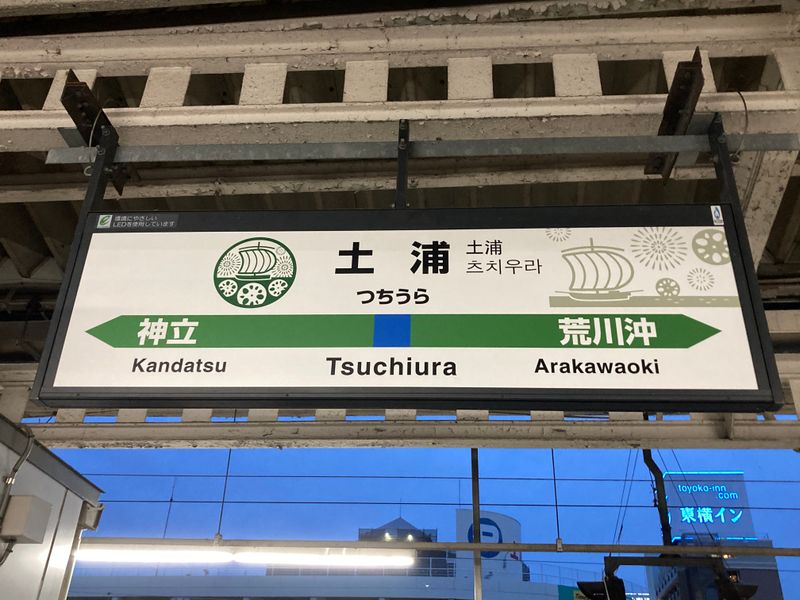 環境にやさしい
LEDを使用しています
土浦
土浦
츠치우라
つちうら
神立
荒川沖
Kandatsu
Tsuchiura
Arakawaoki
toyoko-inn
.com
東横イン